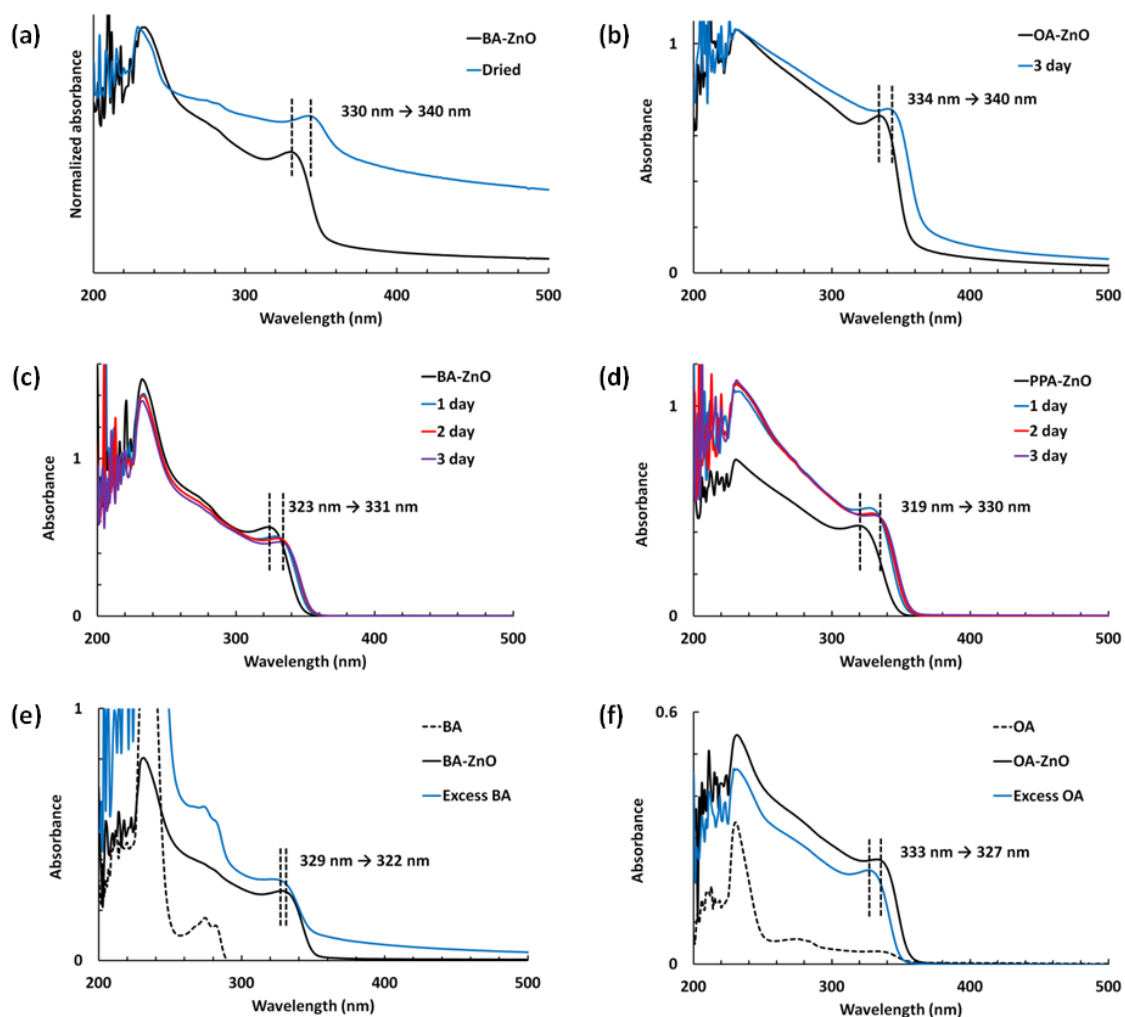 (a)
BA-ZnO
Dried
330 nm → 340 nm
Normalized absorbance
200
300
400
500
Wavelength (nm)
(b)
OA-ZnO
3 day
334 nm → 340 nm
Absorbance
1
0
200
300
400
500
Wavelength (nm)
(c)
BA-ZnO
1 day
2 day
3 day
323 nm → 331 nm
Absorbance
1
0
200
300
400
500
Wavelength (nm)
(d)
PPA-ZnO
1 day
2 day
3 day
319 nm → 330 nm
Absorbance
1
0
200
300
400
500
Wavelength (nm)
(e)
BA
BA-ZnO
Excess BA
329 nm → 322 nm
Absorbance
1
0
200
300
400
500
Wavelength (nm)
(f)
OA
OA-ZnO
Excess OA
333 nm → 327 nm
Absorbance
0.6
0
200
300
400
500
Wavelength (nm)